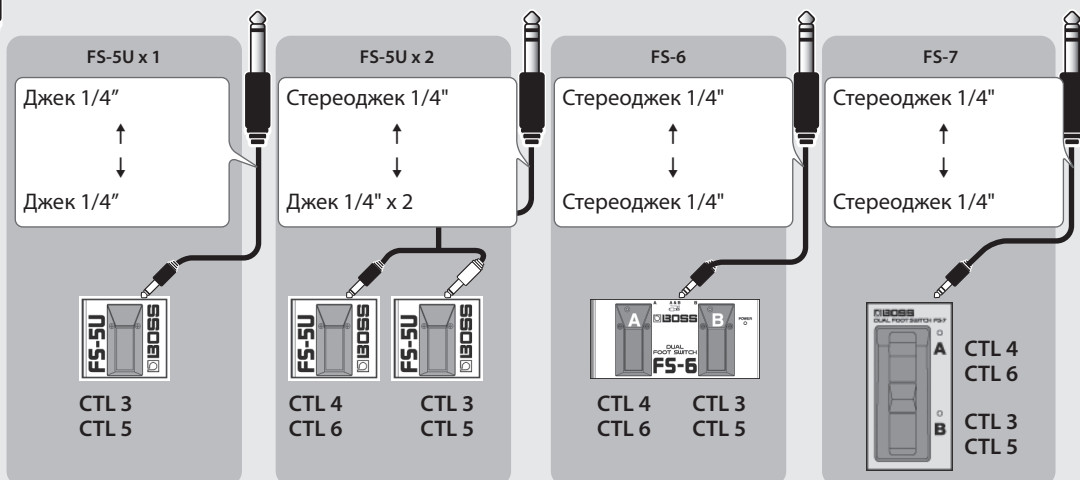 FS-5U x 1
Джек 1/4”
Джек 1/4”
FS-5U
BOSS
CTL 3
CTL 5
FS-5U x 2
Стереоджек 1/4"
Джек 1/4" x 2
FS-5U
BOSS
FS-5U
BOSS
CTL 4
CTL 6
CTL 3
CTL 5
FS-6
Стереоджек 1/4"
Стереоджек 1/4"
A A&B B
A
BOSS
B
POWER
DUAL
FOOT SWITCH
FS-6
CTL 4
CTL 6
CTL 3
CTL 5
FS-7
Стереоджек 1/4"
Стереоджек 1/4"
BOSS
DUAL FOOT SWITCH FS-7
A
B
CTL 4
CTL 6
CTL 3
CTL 5